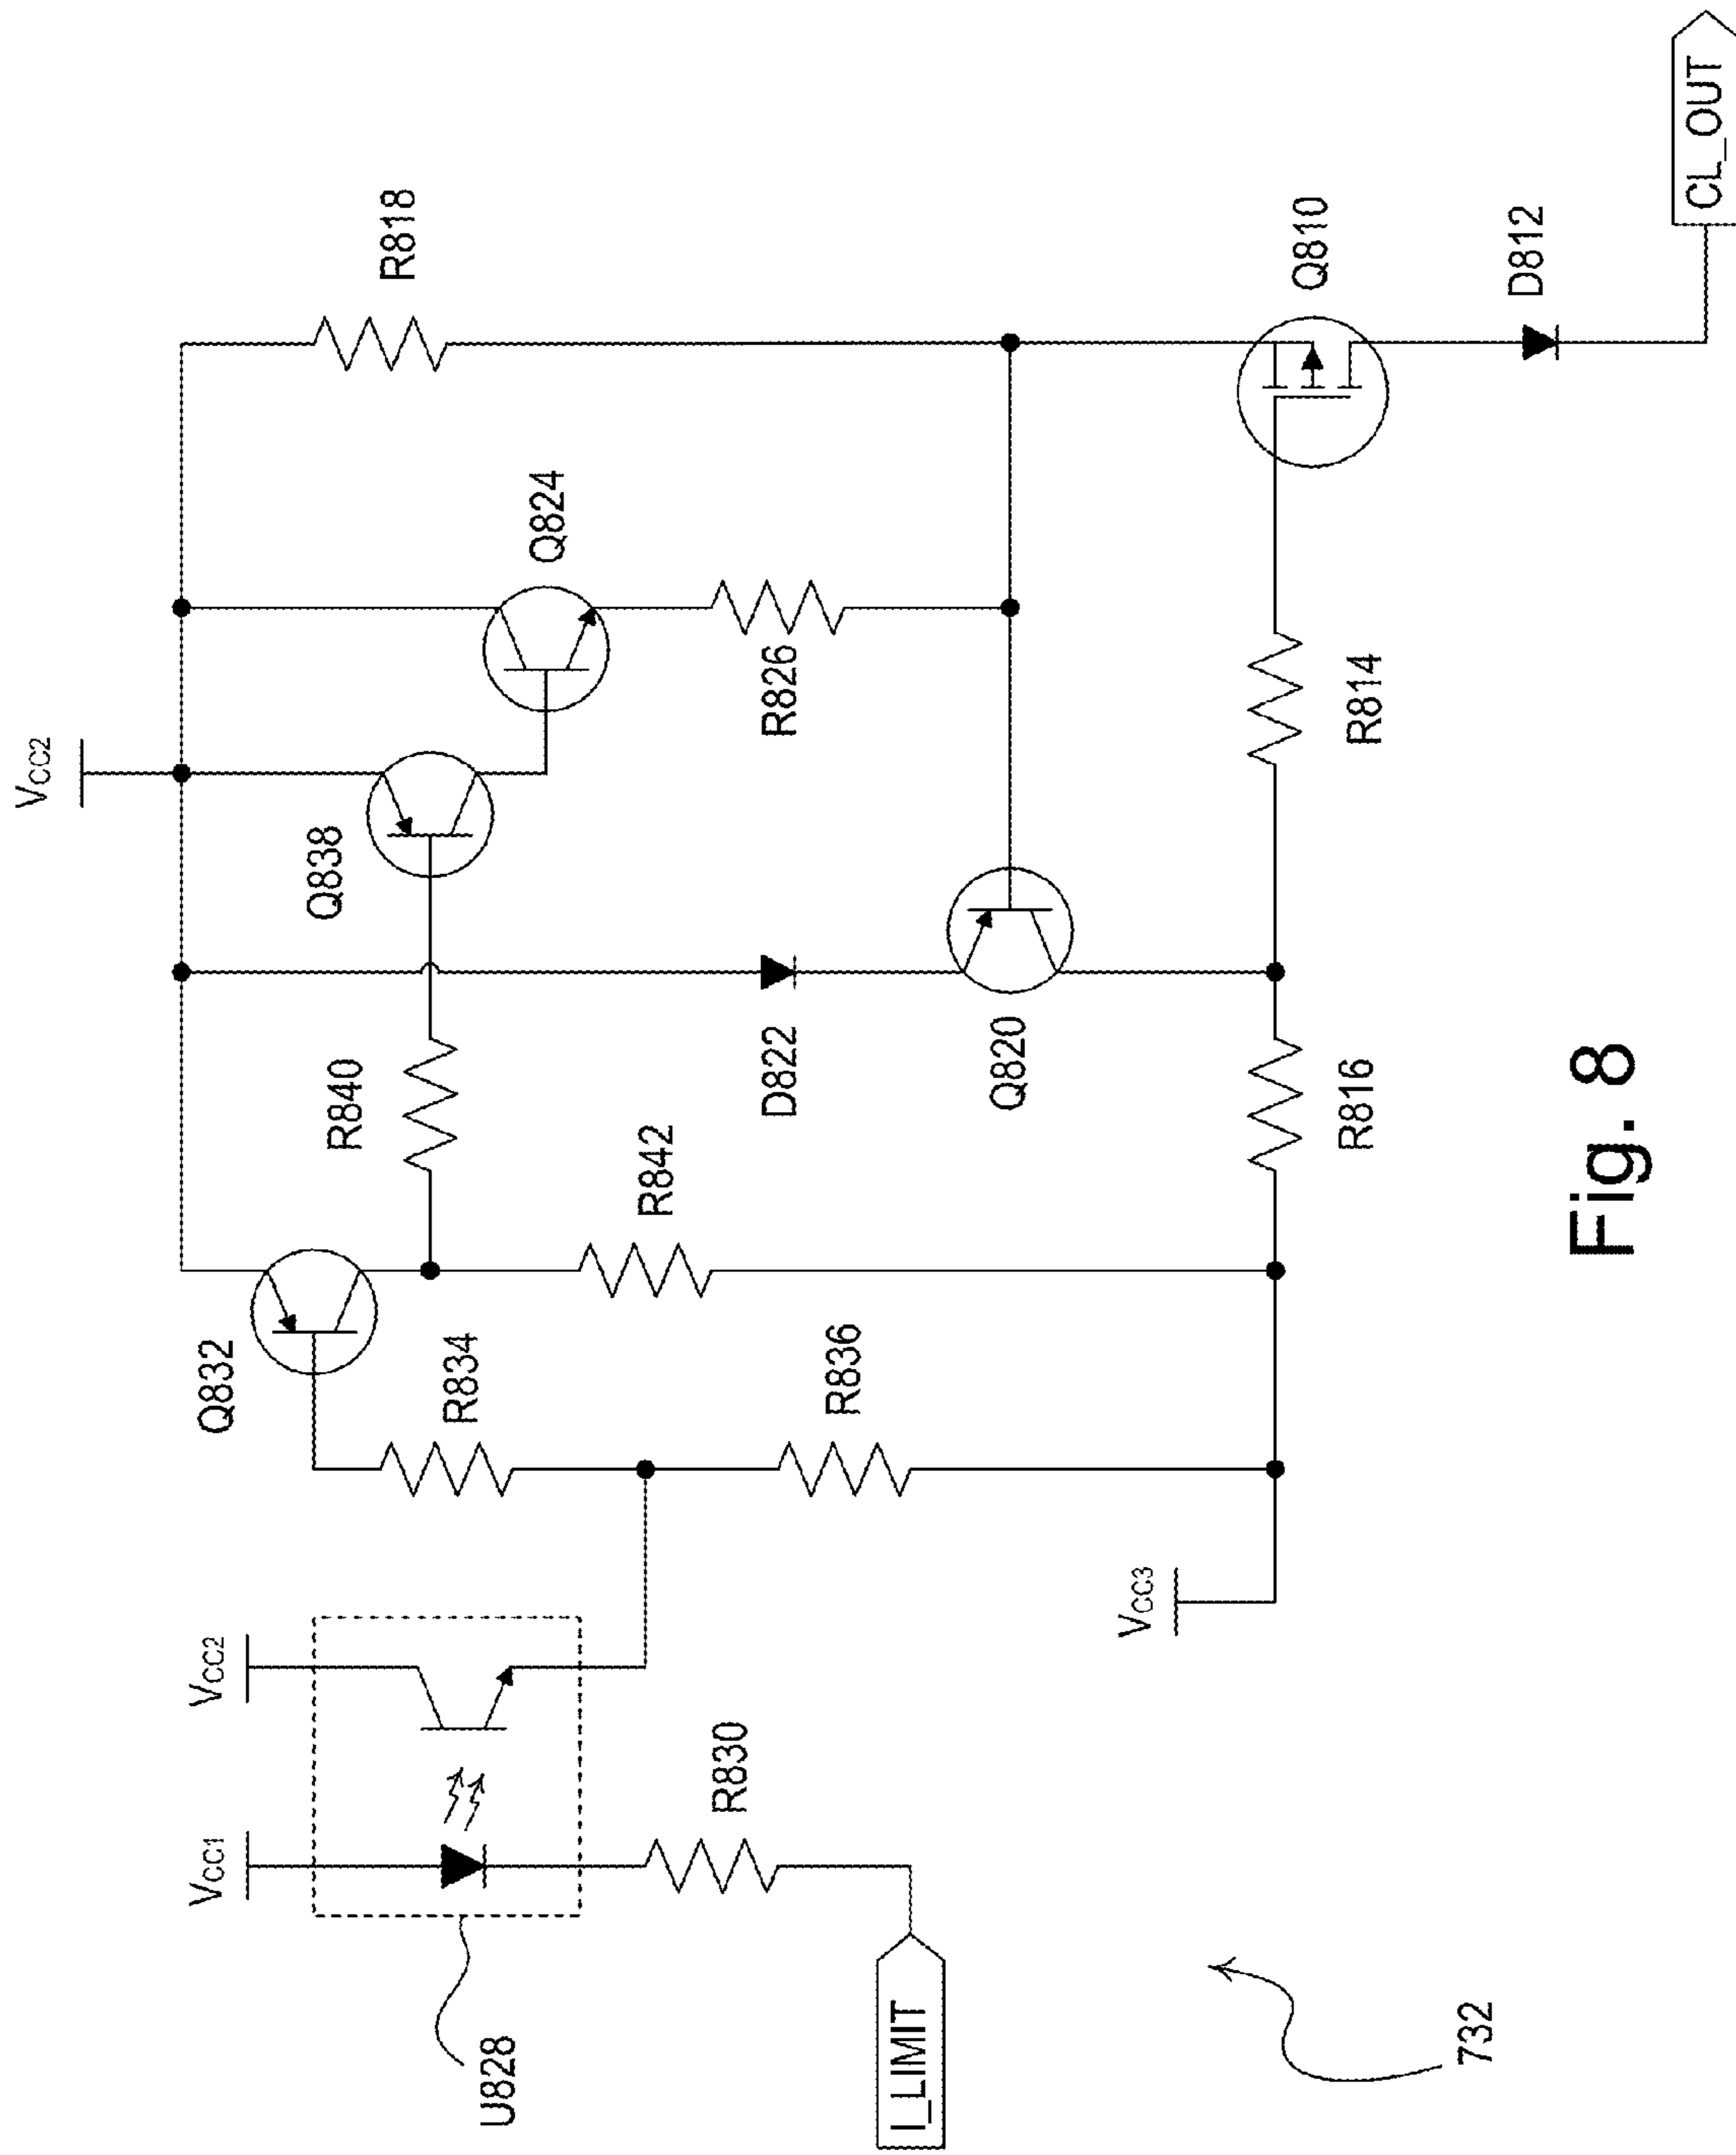 VCC2
R818
Q824
Q838
R826
Q810
D812
CL_OUT
R814
R840
D822
Q820
R842
R816
Q832
R834
R836
VCC1
VCC2
VCC3
U828
R830
I_LIMIT
732
Fig. 8